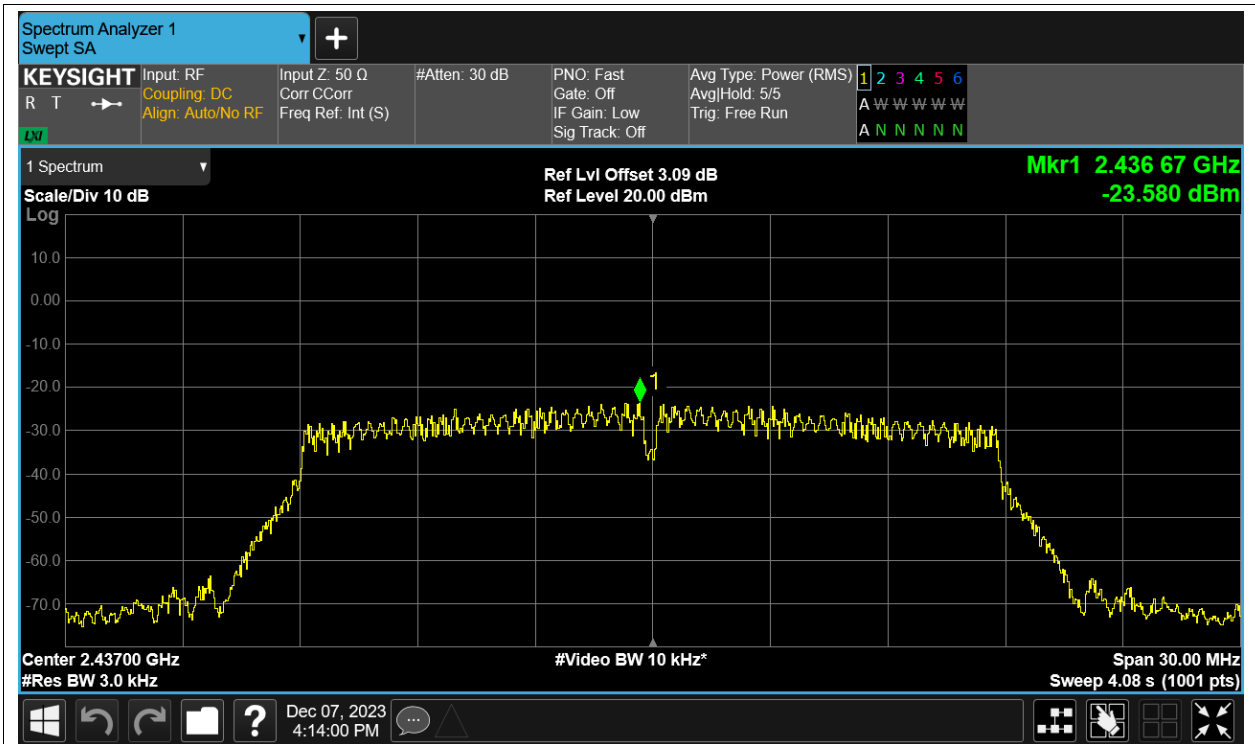 Spectrum Analyzer 1
Swept SA
KEYSIGHT
R T
LXI
Input: RF
Coupling: DC
Align: Auto/No RF
Input Z: 50 Ω
Corr CCorr
Freq Ref: Int (S)
#Atten: 30 dB
PNO: Fast
Gate: Off
IF Gain: Low
Sig Track: Off
Avg Type: Power (RMS)
Avg|Hold: 5/5
Trig: Free Run
1 2 3 4 5 6
A W W W W W
A N N N N N
1 Spectrum
Scale/Div 10 dB
Log
Ref Lvl Offset 3.09 dB
Ref Level 20.00 dBm
Mkr1 2.436 67 GHz
-23.580 dBm
10.0
0.00
-10.0
-20.0
-30.0
-40.0
-50.0
-60.0
-70.0
1
Center 2.43700 GHz
#Res BW 3.0 kHz
#Video BW 10 kHz*
Span 30.00 MHz
Sweep 4.08 s (1001 pts)
?
Dec 07, 2023
4:14:00 PM